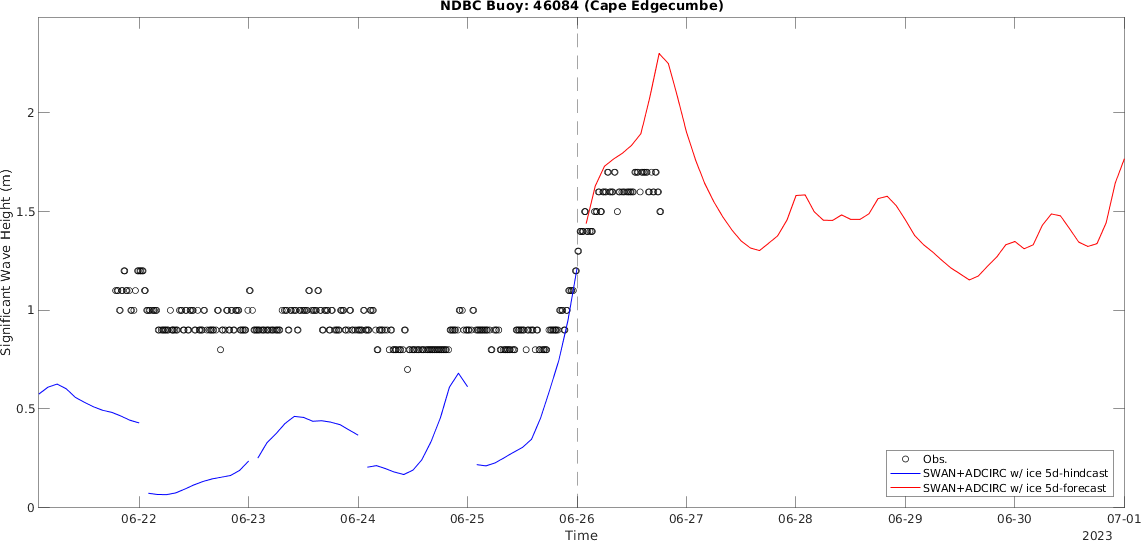 NDBC Buoy: 46084 (Cape Edgecumbe)
Significant Wave Height (m)
2
1.5
1
0.5
0
Obs.
SWAN+ADCIRC w/ ice 5d-hindcast
SWAN+ADCIRC w/ ice 5d-forecast
06-22 06-23 06-24 06-25 06-26 06-27 06-28 06-29 06-30 07-01
Time
2023